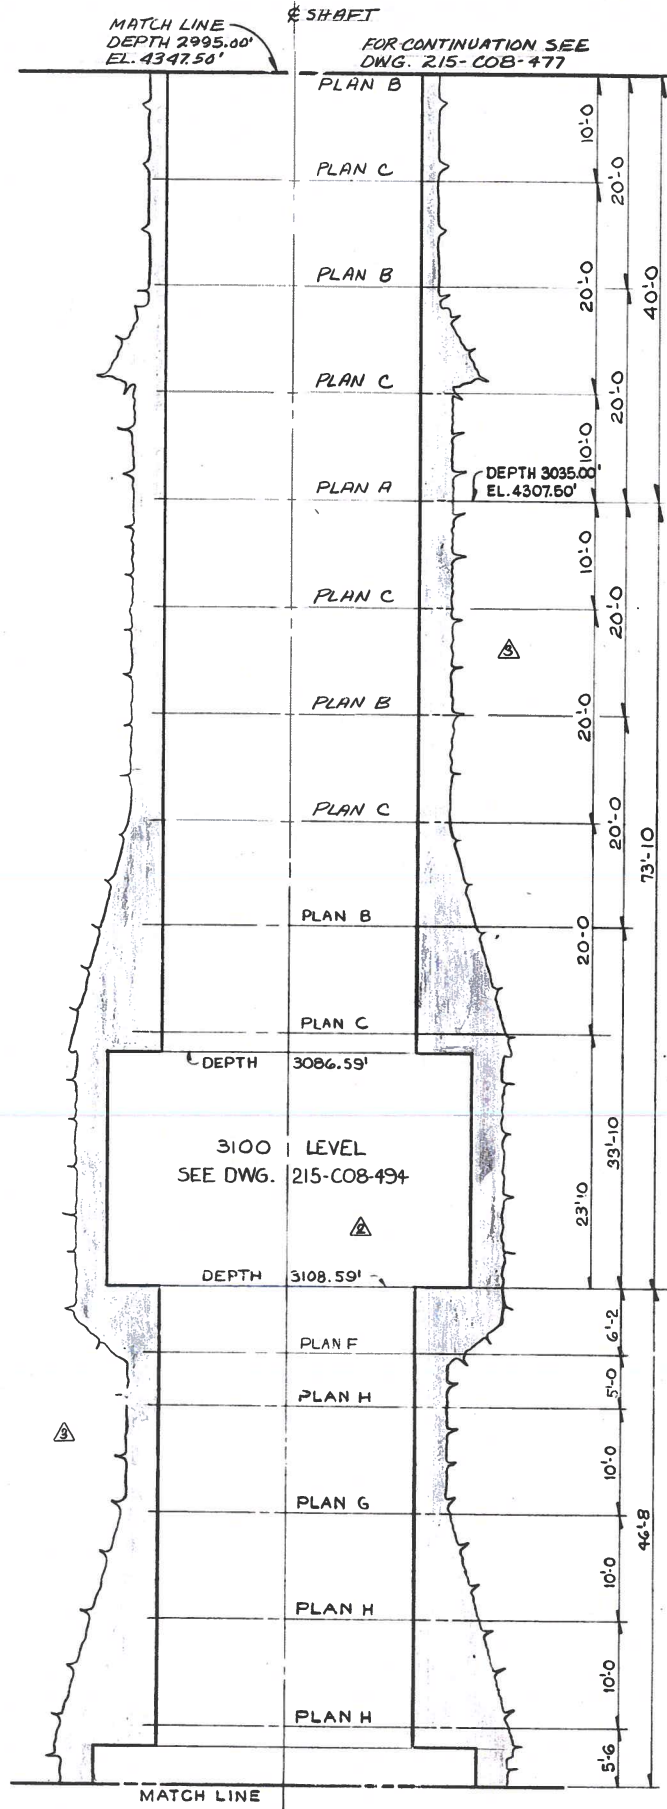 ℄ SHAFT
MATCH LINE
DEPTH 2995.00'
EL. 4347.50'
FOR CONTINUATION SEE
DWG. 215-C08-477
PLAN B
10'-0
PLAN C
20'-0
PLAN B
20'-0
40'-0
PLAN C
20'-0
10'-0
DEPTH 3035.00'
EL. 4307.50'
PLAN A
10'-0
PLAN C
20'-0
3
PLAN B
20'-0
PLAN C
20'-0
73'-10
PLAN B
20'-0
PLAN C
DEPTH 3086.59'
3100 LEVEL
SEE DWG. 215-C08-494
33'-10
23'10
2
DEPTH 3108.59'
6'-2
PLAN F
5'-0
PLAN H
3
10'-0
PLAN G
46'-8
10'-0
PLAN H
10'-0
PLAN H
5'-6
MATCH LINE